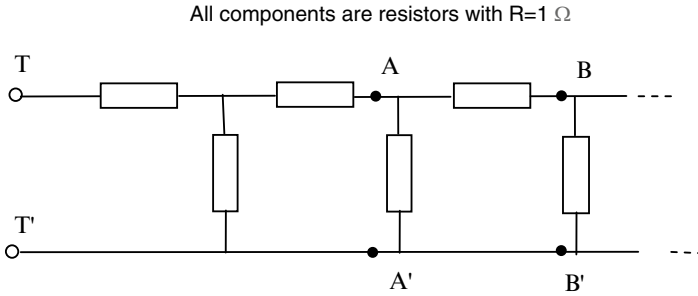 All components are resistors with R=1 Ω
T
A
B
T'
A'
B'